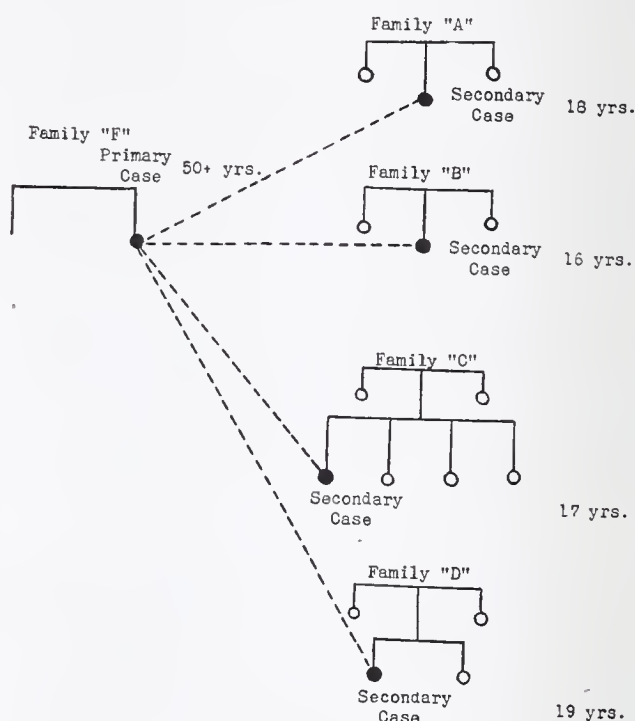 Family "A"
Secondary
Case
18 yrs.
Family "F"
Primary
Case
50+ yrs.
Family "B"
Secondary
Case
16 yrs.
Family "C"
Secondary
Case
17 yrs.
Family "D"
Secondary
Case
19 yrs.